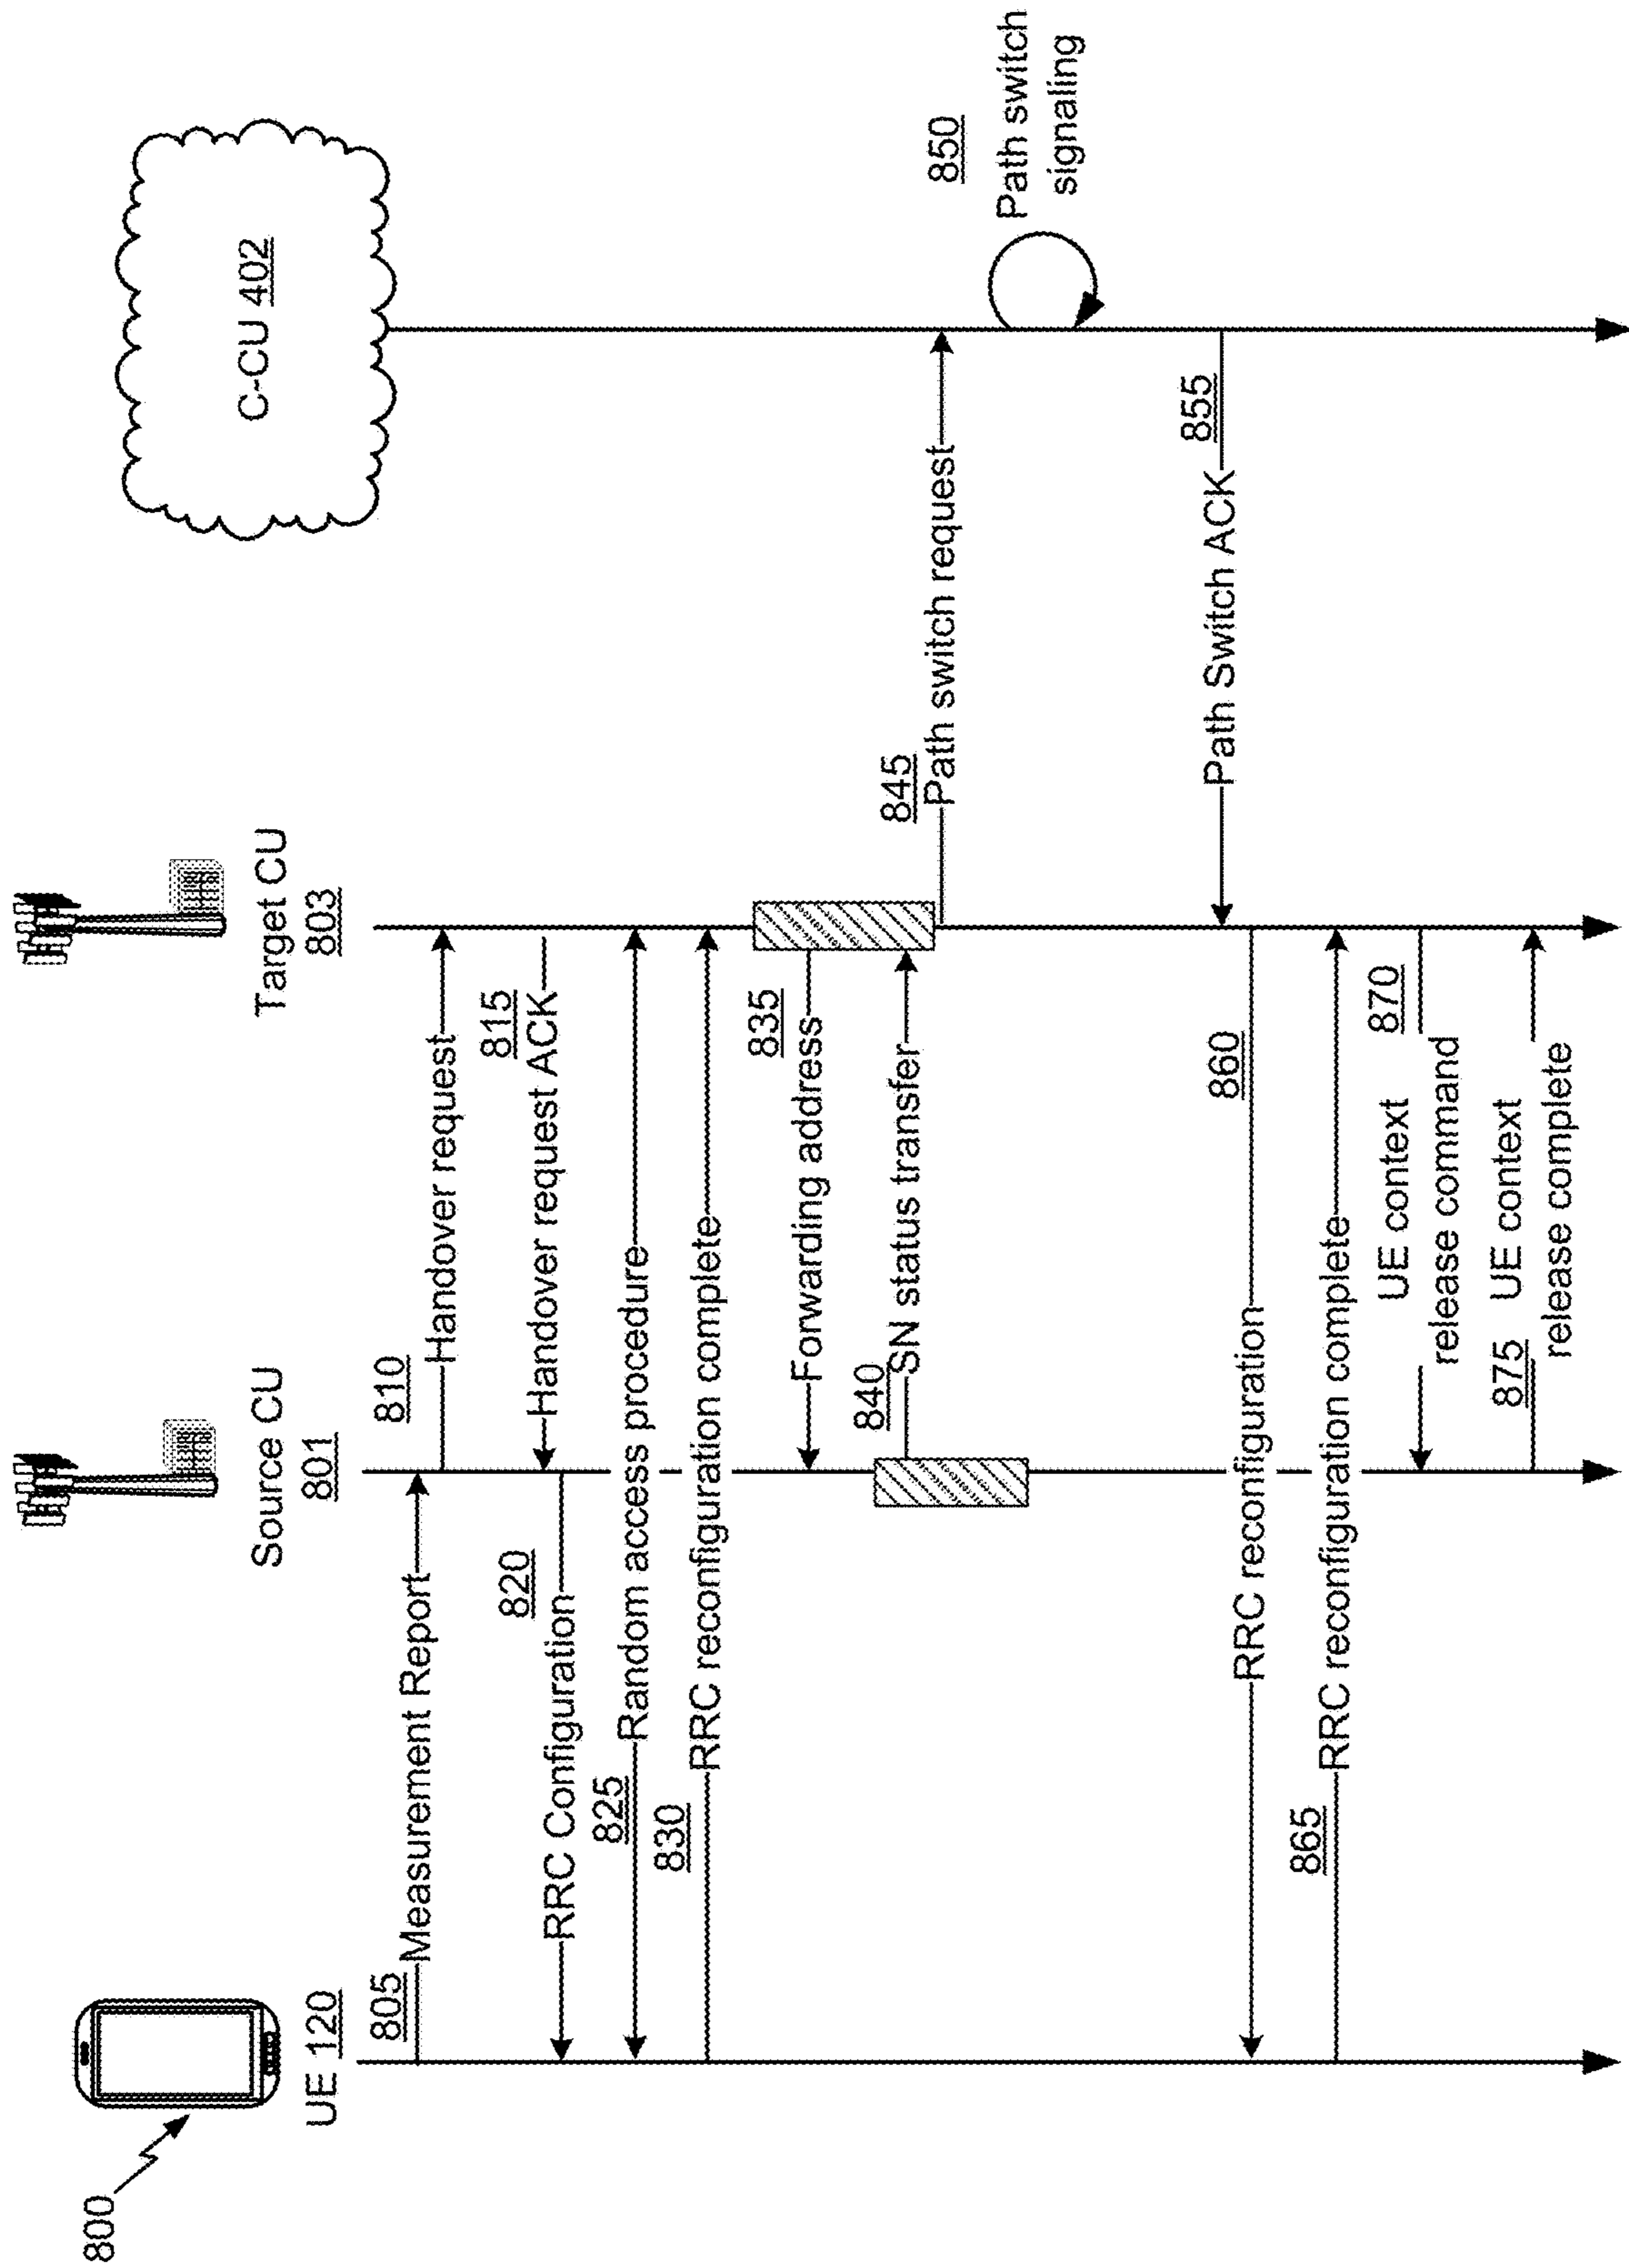 800
UE 120
Source CU
801
Target CU
803
C-CU 402
805
Measurement Report
810
Handover request
815
Handover request ACK
820
RRC Configuration
825
Random access procedure
830
RRC reconfiguration complete
835
Forwarding address
840
SN status transfer
845
Path switch request
850
Path switch
signaling
855
Path Switch ACK
860
RRC reconfiguration
865
RRC reconfiguration complete
870
UE context
release command
875 UE context
release complete